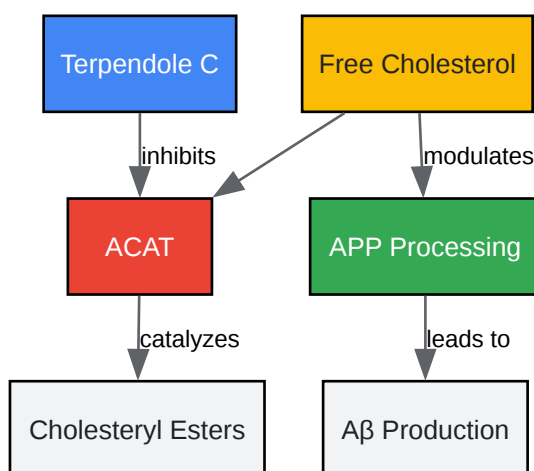 Terpendole C
Free Cholesterol
inhibits
modulates
ACAT
APP Processing
catalyzes
leads to
Cholesteryl Esters
Aβ Production